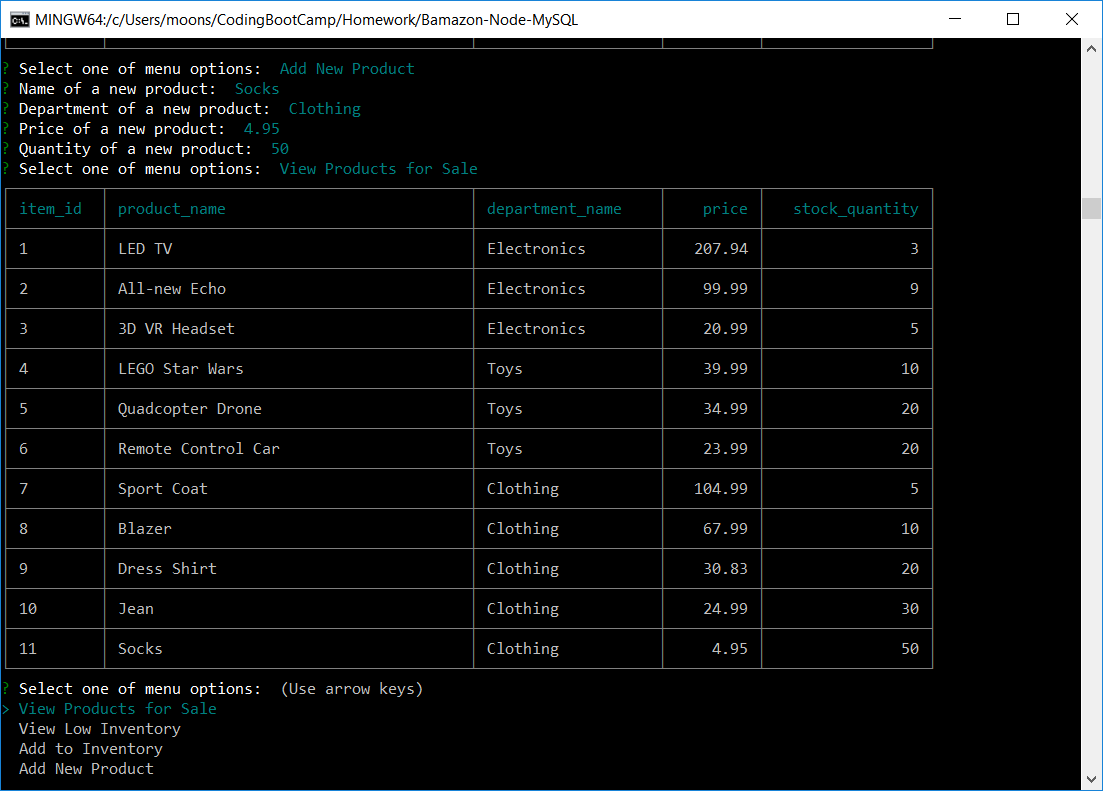 MINGW64:/c/Users/moons/CodingBootCamp/Homework/Bamazon-Node-MySQL
? Select one of menu options: Add New Product
? Name of a new product: Socks
? Department of a new product: Clothing
? Price of a new product: 4.95
? Quantity of a new product: 50
? Select one of menu options: View Products for Sale
item_id product_name department_name price stock_quantity
1 LED TV Electronics 207.94 3
2 All-new Echo Electronics 99.99 9
3 3D VR Headset Electronics 20.99 5
4 LEGO Star Wars Toys 39.99 10
5 Quadcopter Drone Toys 34.99 20
6 Remote Control Car Toys 23.99 20
7 Sport Coat Clothing 104.99 5
8 Blazer Clothing 67.99 10
9 Dress Shirt Clothing 30.83 20
10 Jean Clothing 24.99 30
11 Socks Clothing 4.95 50
? Select one of menu options: (Use arrow keys)
> View Products for Sale
View Low Inventory
Add to Inventory
Add New Product